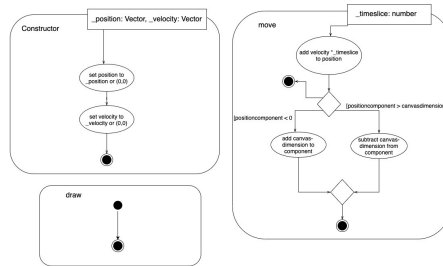 _position: Vector, _velocity: Vector
Constructor
set position to
_position or (0,0)
set velocity to
_velocity or (0,0)
draw
_timeslice: number
move
add velocity *_timeslice
to position
[positioncomponent < 0
[positioncomponent > canvasdimension
add canvas-
dimension to
component
subtract canvas-
dimension from
component